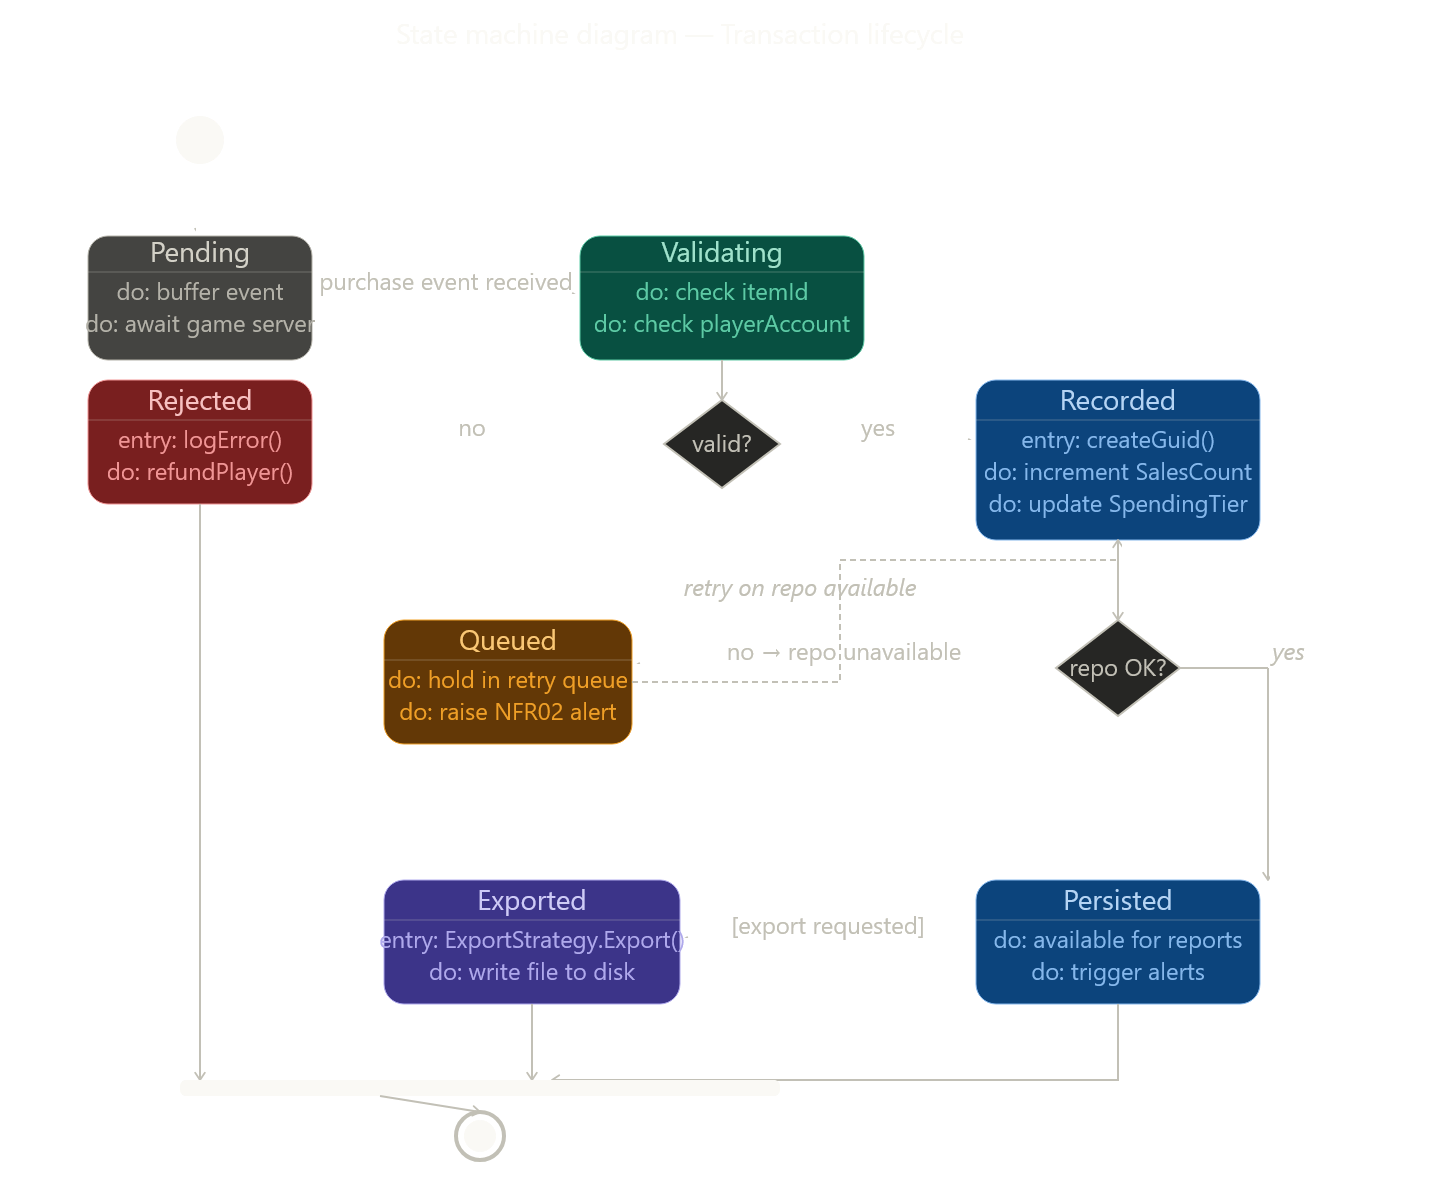 State machine diagram — Transaction lifecycle
Pending
do: buffer event
do: await game server
purchase event received
Validating
do: check itemId
do: check playerAccount
Rejected
entry: logError()
do: refundPlayer()
no
valid?
yes
Recorded
entry: createGuid()
do: increment SalesCount
do: update SpendingTier
retry on repo available
Queued
do: hold in retry queue
do: raise NFR02 alert
no → repo unavailable
repo OK?
yes
Exported
entry: ExportStrategy.Export()
do: write file to disk
[export requested]
Persisted
do: available for reports
do: trigger alerts